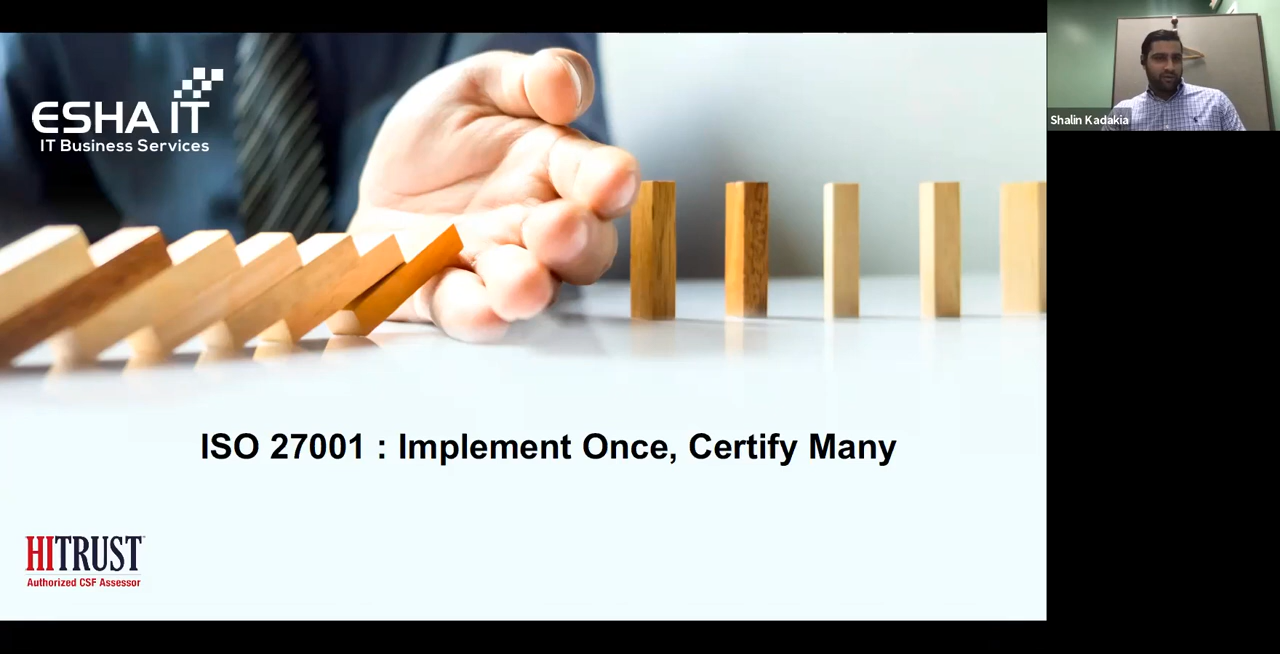 ESHA IT
IT Business Services
Shalin Kadakia
ISO 27001 : Implement Once, Certify Many
HITRUST
Authorized CSF Assessor